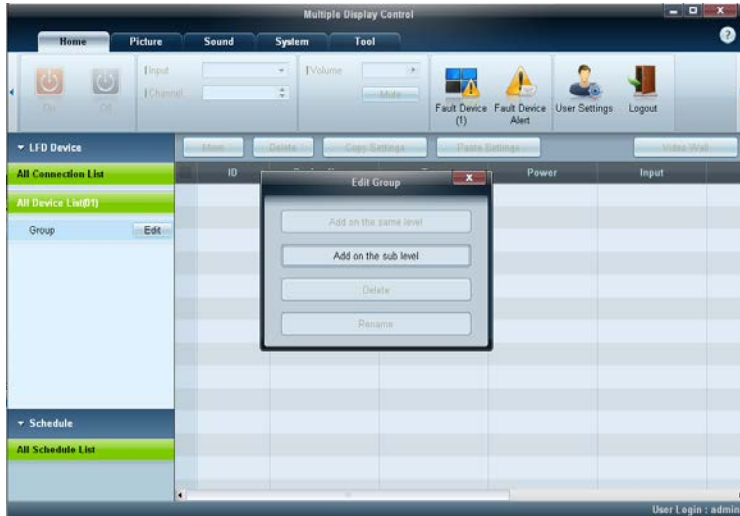 Multiple Display Control
Home Picture Sound System Tool
Input Volume
Channel Mute
On Off
Fault Device (1) Fault Device Alert User Settings Logout
LFD Device Move Delete Copy Settings Paste Settings Video Wall
All Connection List ID Power Input
Edit Group
All Device List(01)
Group Edit
Add on the same level
Add on the sub level
Delete
Rename
Schedule
All Schedule List
User Login : admin